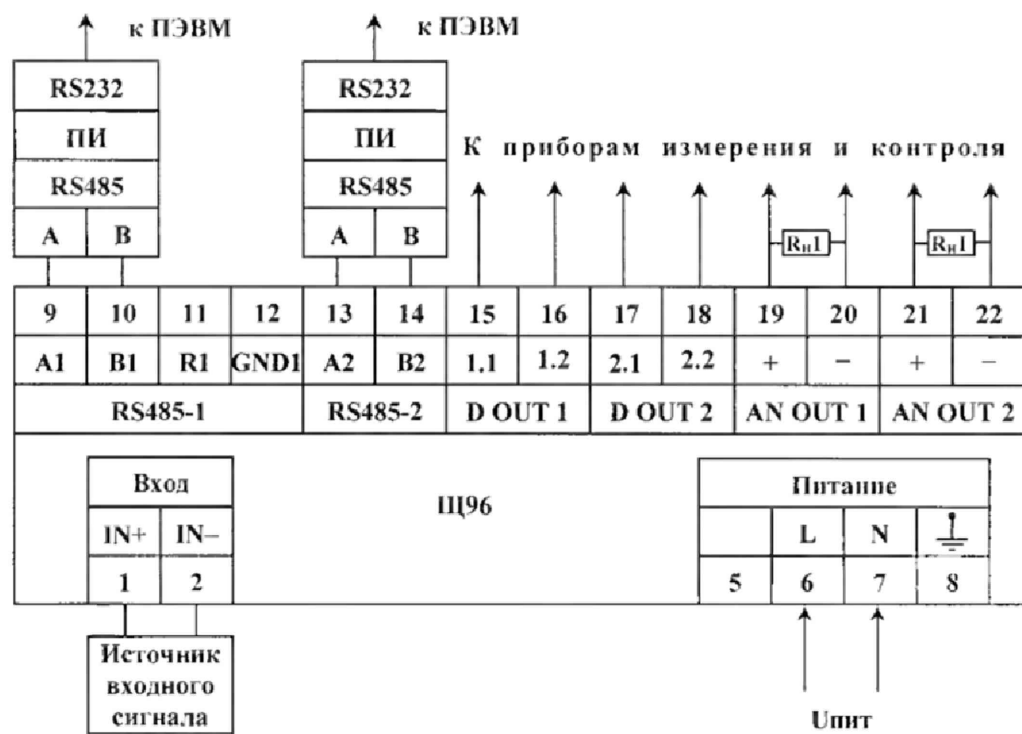 к ПЭВМ к ПЭВМ
RS232 RS232
ПИ ПИ
К приборам измерения и контроля
RS485 RS485
A B A B
Rн1 Rн1
9 10 11 12 13 14 15 16 17 18 19 20 21 22
A1 B1 R1 GND1 A2 B2 1.1 1.2 2.1 2.2 + − + −
RS485-1 RS485-2 D OUT 1 D OUT 2 AN OUT 1 AN OUT 2
Вход Щ96 Питание
IN+ IN− L N
1 2 5 6 7 8
Источник
входного
сигнала
Uпит